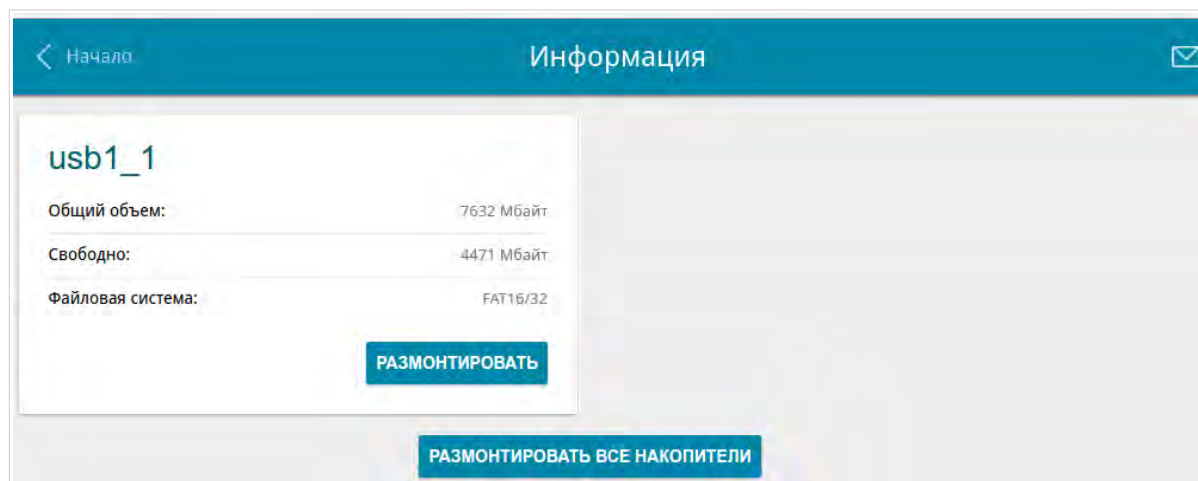 Начало
Информация
usb1_1
Общий объем: 7632 Мбайт
Свободно: 4471 Мбайт
Файловая система: FAT16/32
РАЗМОНТИРОВАТЬ
РАЗМОНТИРОВАТЬ ВСЕ НАКОПИТЕЛИ